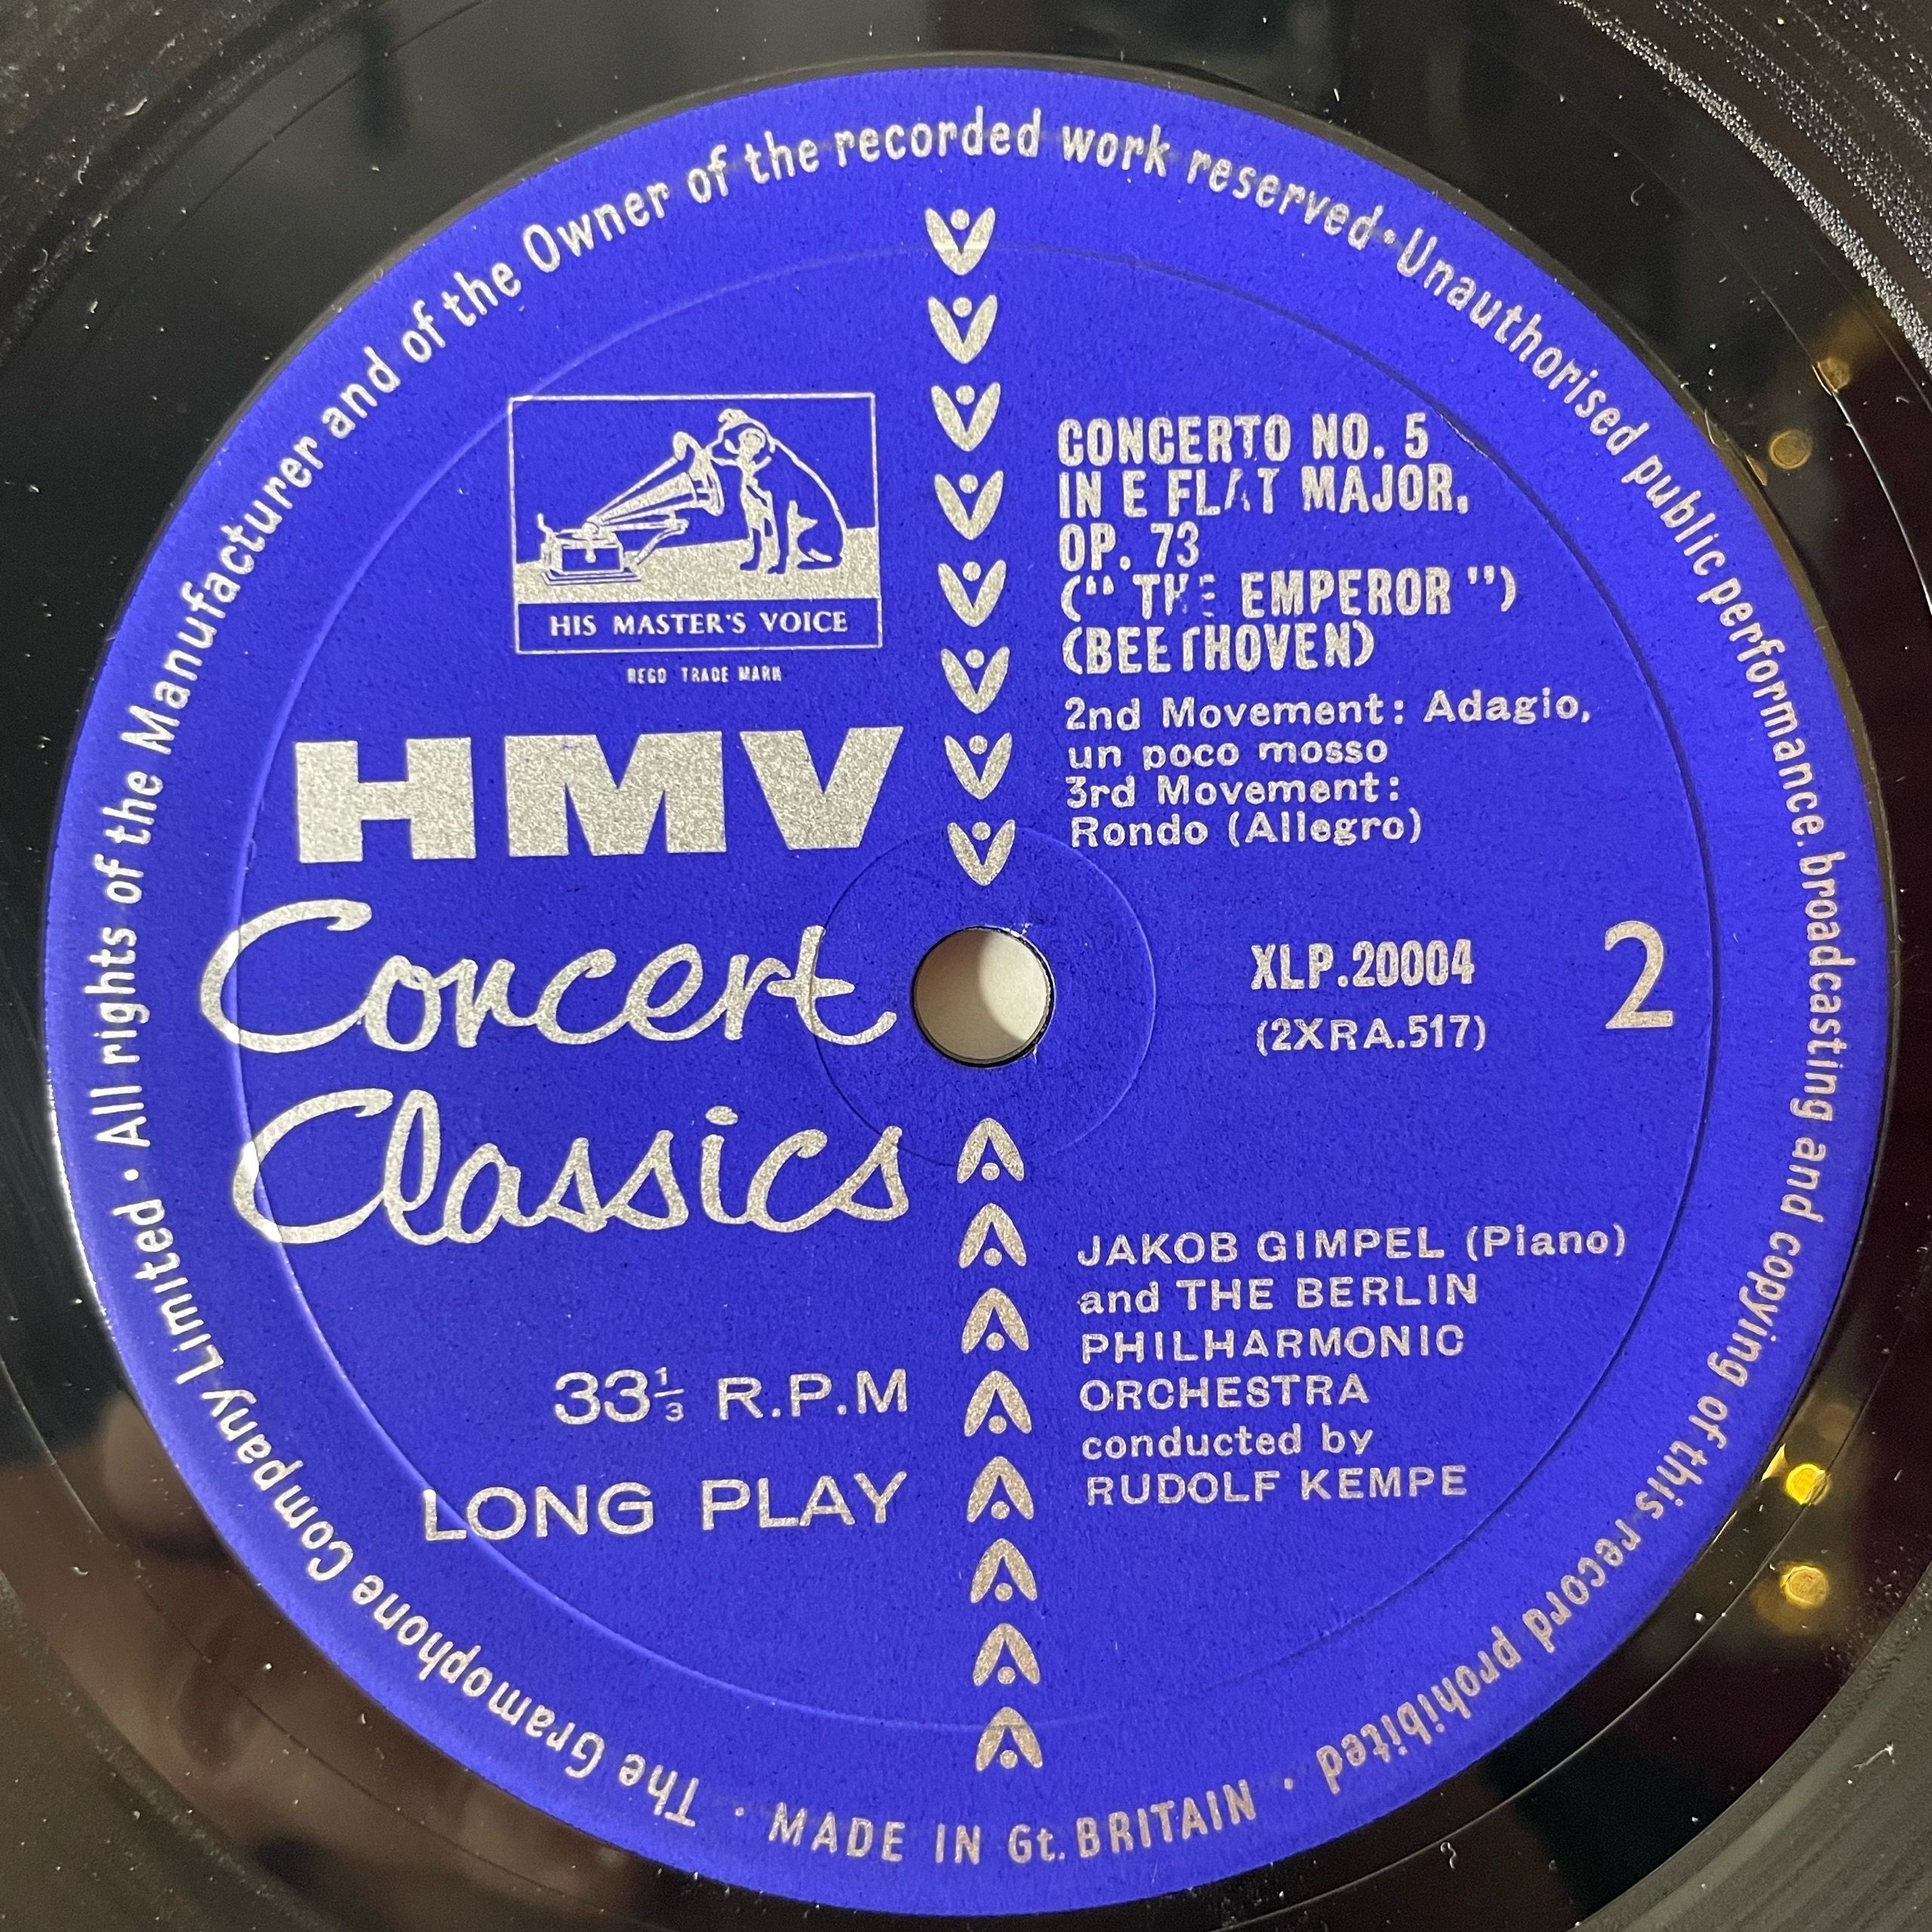 The Gramophone Company Limited · All rights of the Manufacturer and of the Owner of the recorded work reserved · Unauthorised public performance. broadcasting and copying of this record prohibited · MADE IN Gt. BRITAIN ·
HIS MASTER'S VOICE
REGD TRADE MARK
HMV
Concert
Classics
33⅓ R.P.M
LONG PLAY
CONCERTO NO. 5
IN E FLAT MAJOR,
OP. 73
(“ THE EMPEROR ”)
(BEETHOVEN)
2nd Movement: Adagio,
un poco mosso
3rd Movement:
Rondo (Allegro)
XLP.20004
(2XRA.517)
2
JAKOB GIMPEL (Piano)
and THE BERLIN
PHILHARMONIC
ORCHESTRA
conducted by
RUDOLF KEMPE